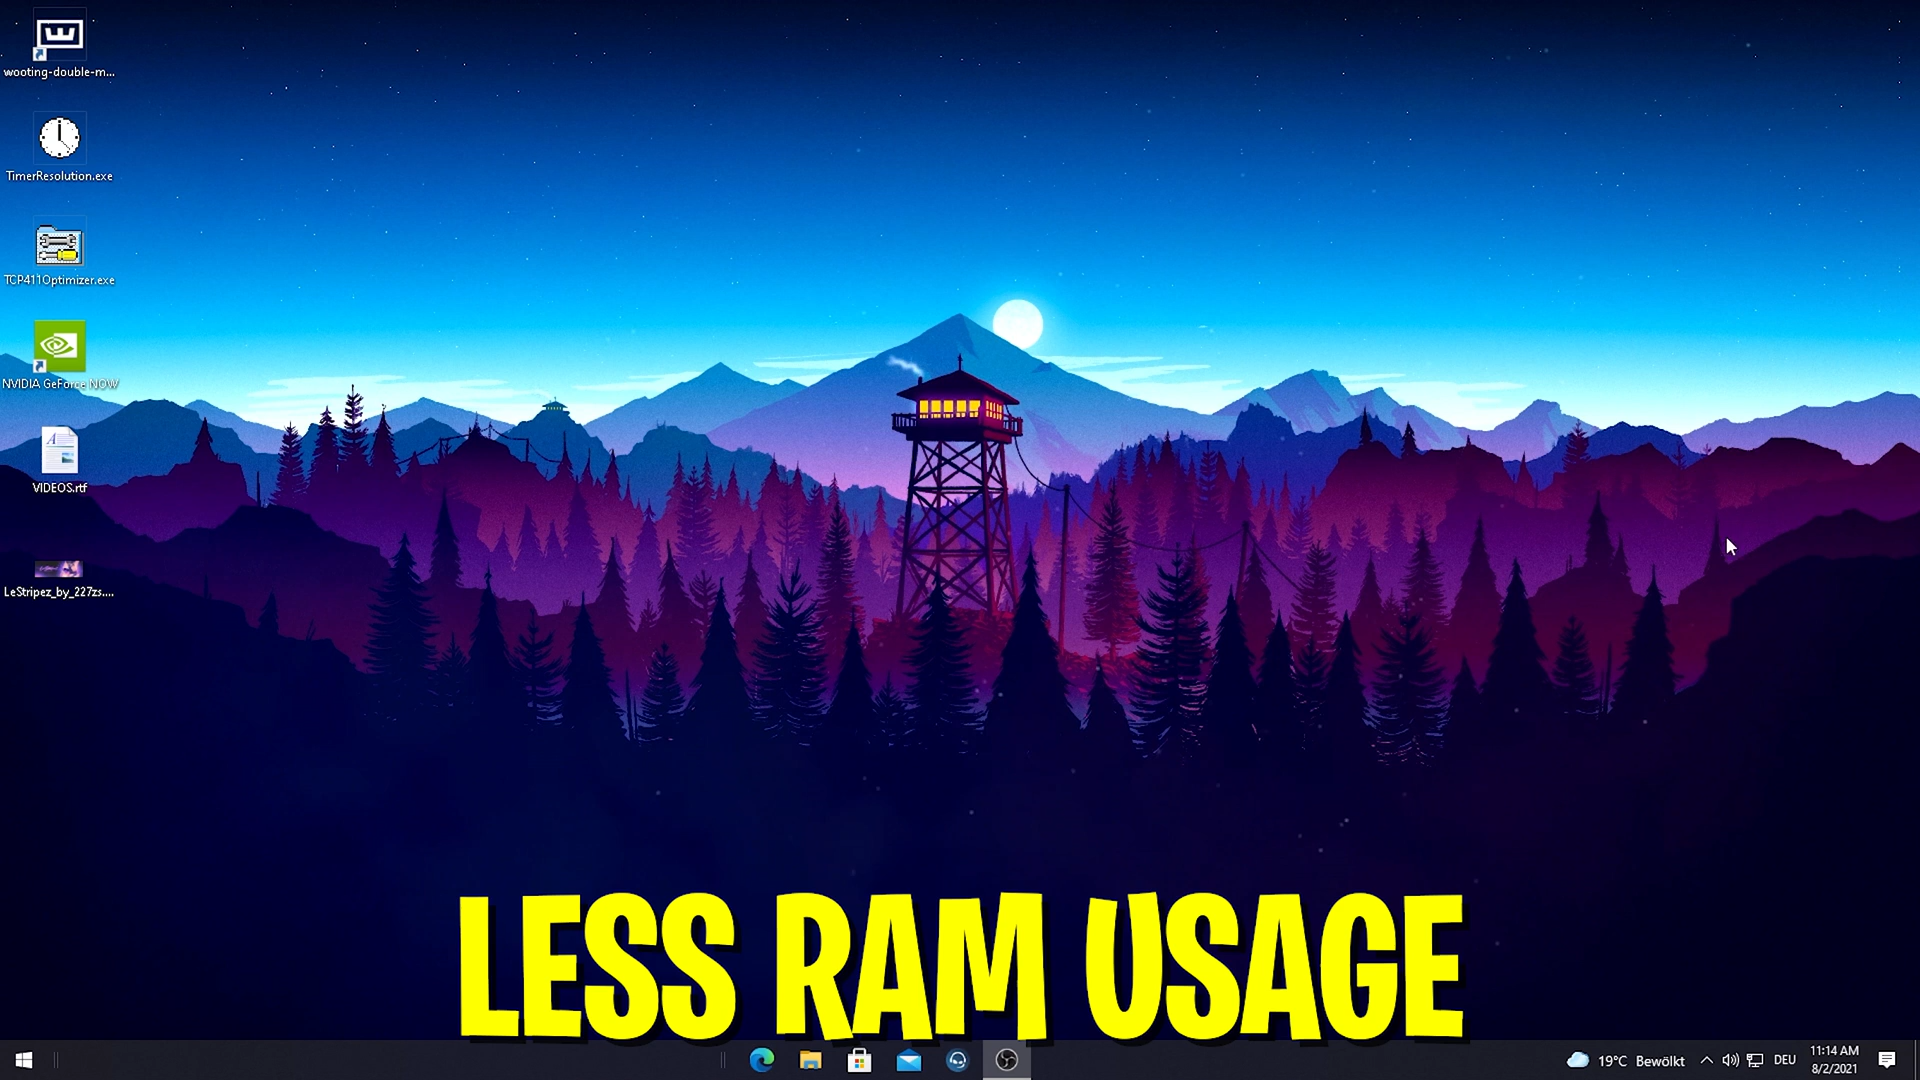 wooting-double-m...
TimerResolution.exe
TCP411Optimizer.exe
NVIDIA GeForce NOW
VIDEOS.rtf
LeStripez_by_227zs....
LESS RAM USAGE
19°C Bewölkt
DEU
11:14 AM
8/2/2021